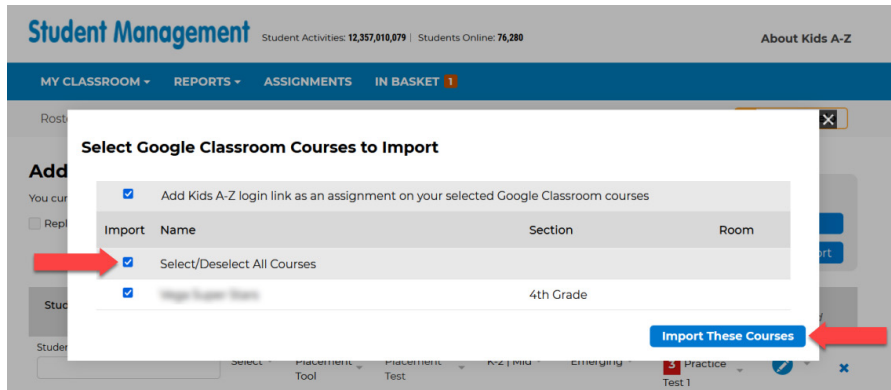 Student Management Student Activities: 12,357,010,079 | Students Online: 76,280 About Kids A-Z
MY CLASSROOM REPORTS ASSIGNMENTS IN BASKET 1
Select Google Classroom Courses to Import
Add
Add Kids A-Z login link as an assignment on your selected Google Classroom courses
You
Import Name Section Room
Select/Deselect All Courses
4th Grade
Import These Courses
Select Placement Placement K-2 | Mid Emerging 3 Practice
Tool Test Test 1